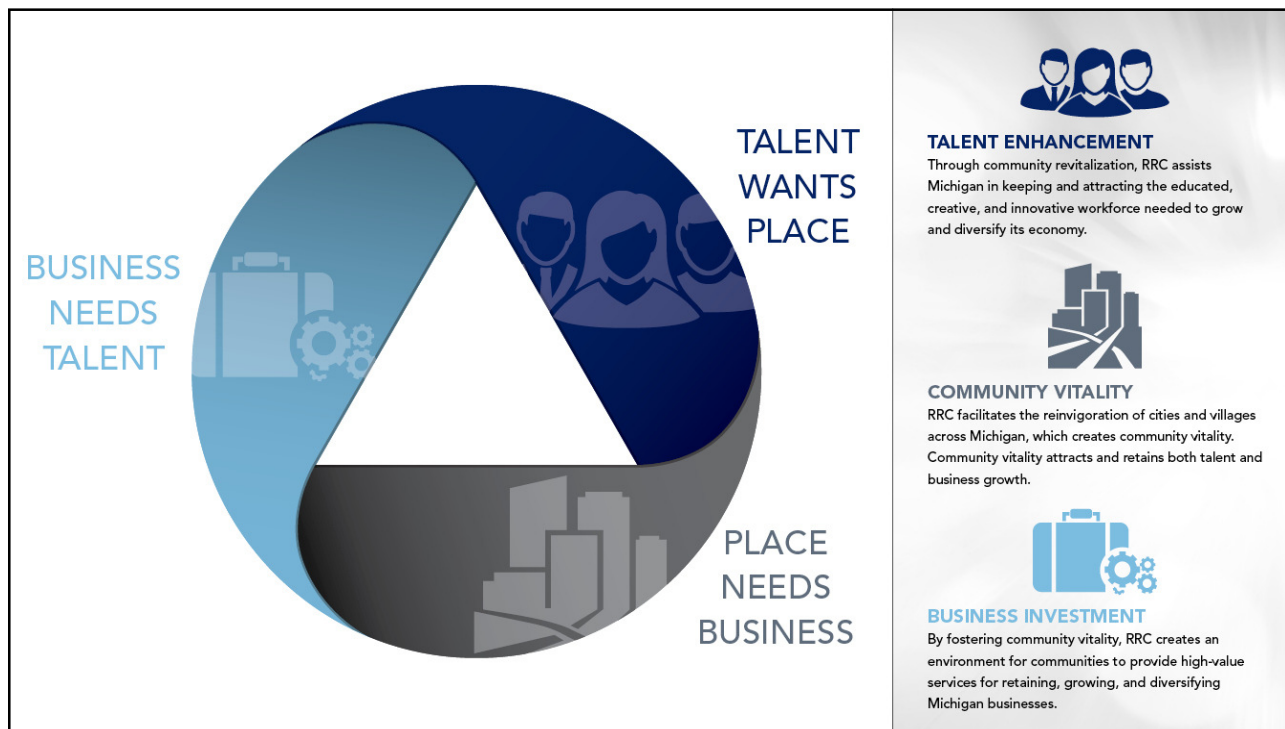 BUSINESS
NEEDS
TALENT
TALENT
WANTS
PLACE
PLACE
NEEDS
BUSINESS
TALENT ENHANCEMENT
Through community revitalization, RRC assists
Michigan in keeping and attracting the educated,
creative, and innovative workforce needed to grow
and diversify its economy.
COMMUNITY VITALITY
RRC facilitates the reinvigoration of cities and villages
across Michigan, which creates community vitality.
Community vitality attracts and retains both talent and
business growth.
BUSINESS INVESTMENT
By fostering community vitality, RRC creates an
environment for communities to provide high-value
services for retaining, growing, and diversifying
Michigan businesses.